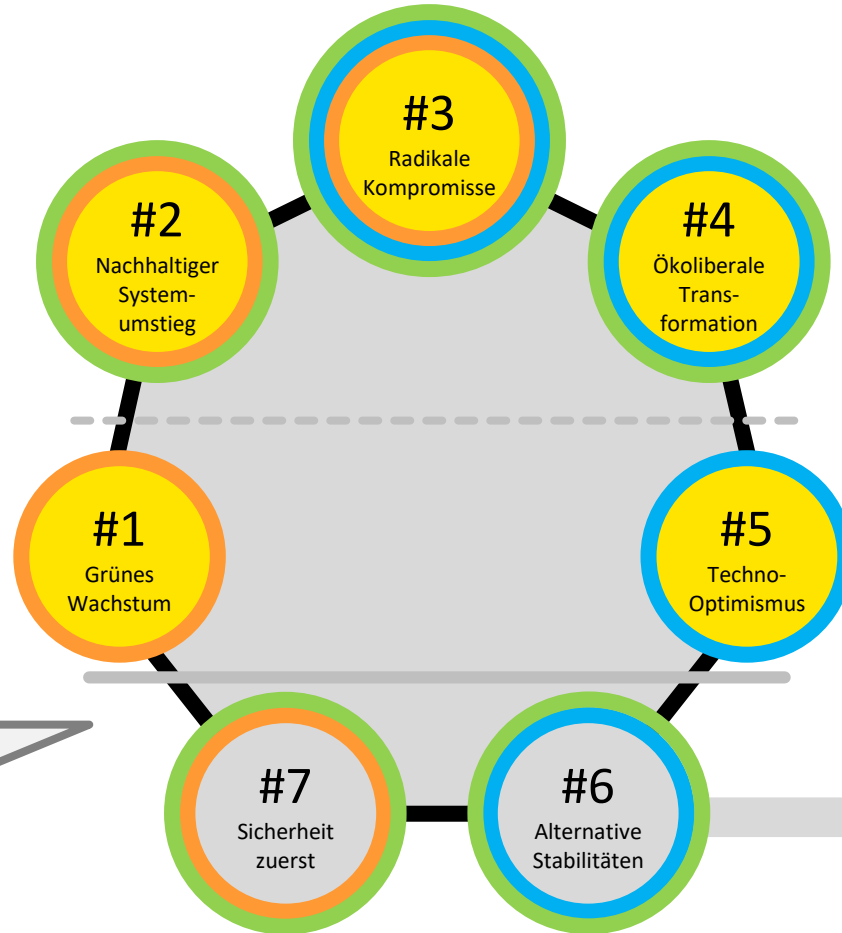 #3
Radikale
Kompromisse
#2
Nachhaltiger
System-
umstieg
#4
Ökoliberale
Trans-
formation
#1
Grünes
Wachstum
#5
Techno-
Optimismus
#7
Sicherheit
zuerst
#6
Alternative
Stabilitäten